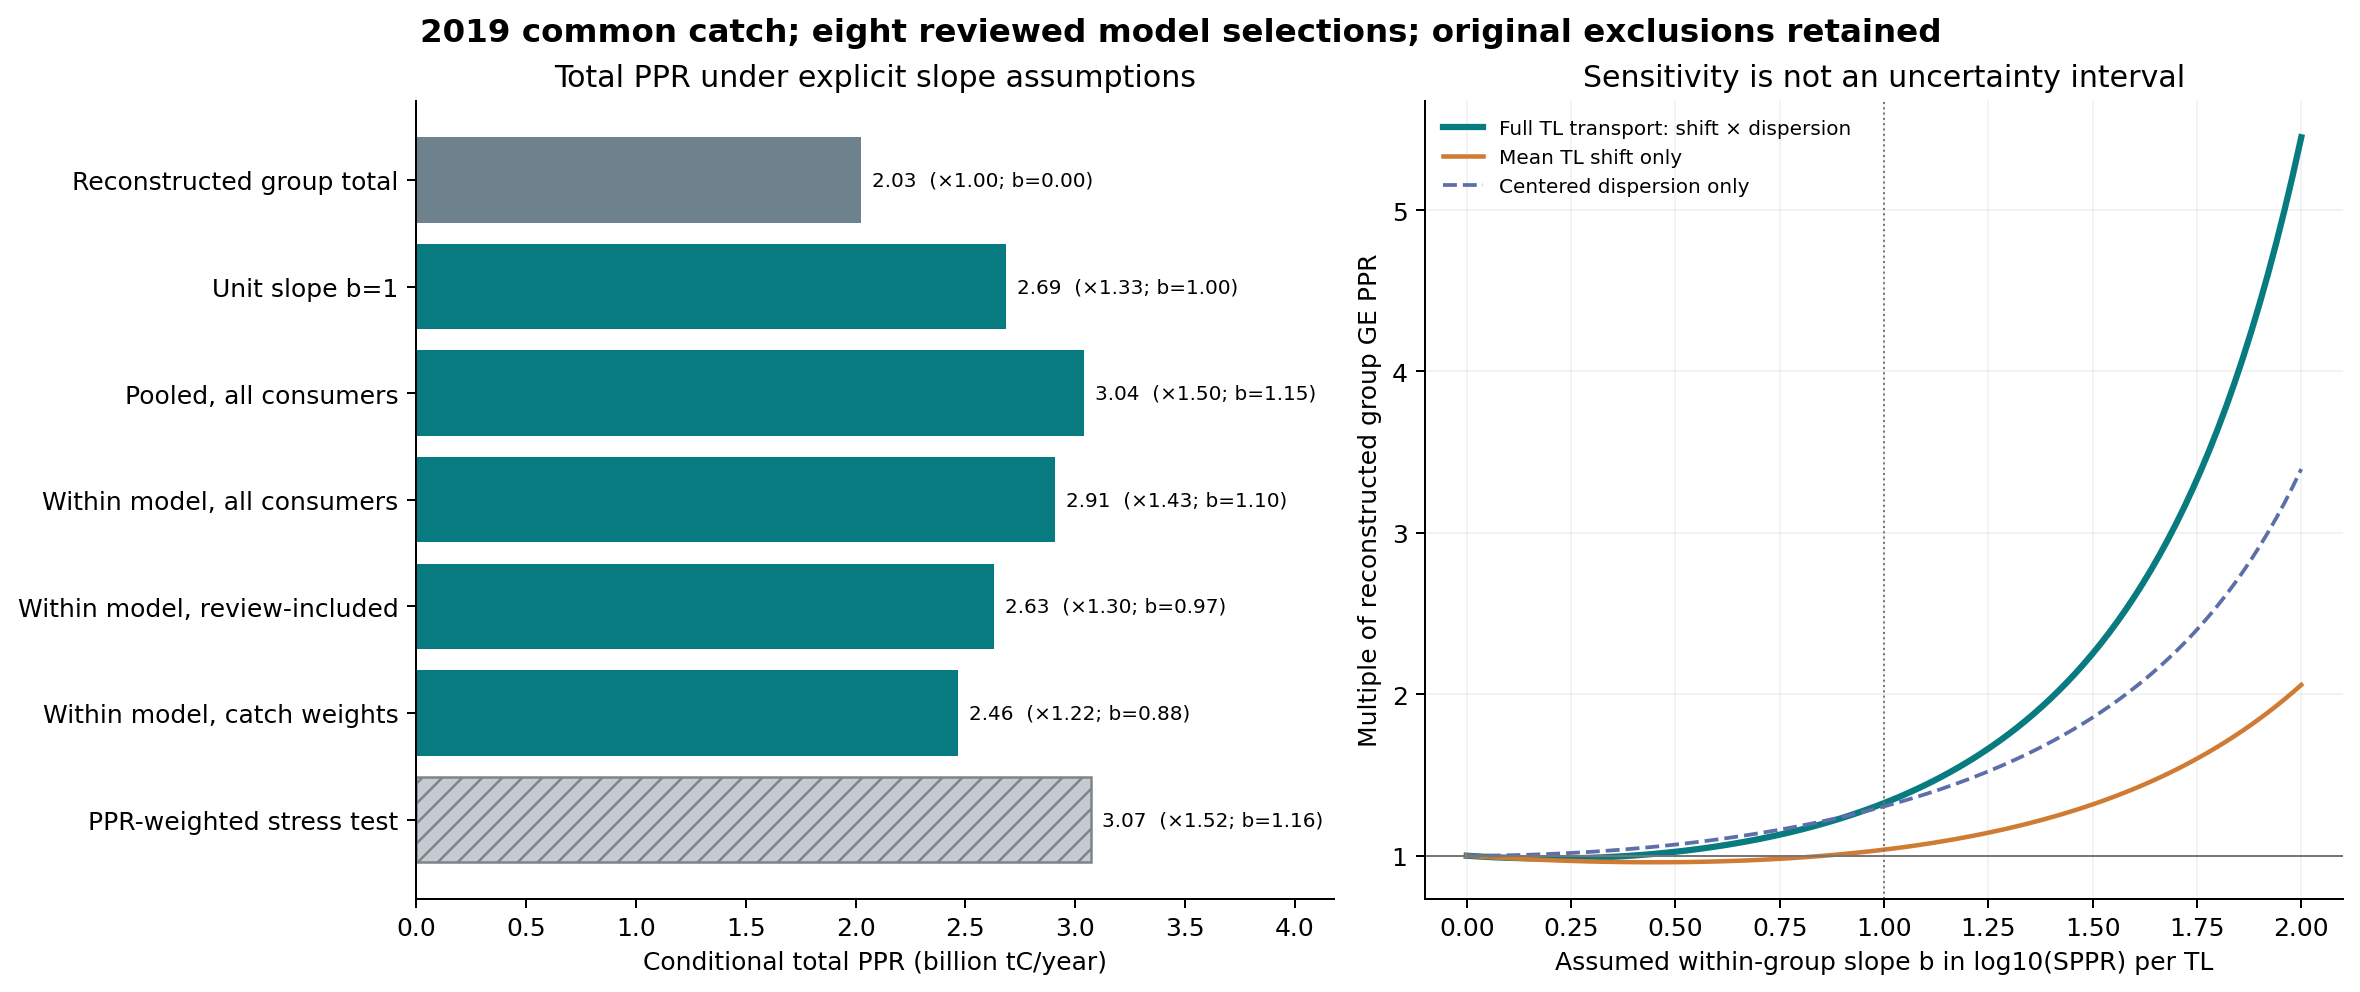 2019 common catch; eight reviewed model selections; original exclusions retained
Total PPR under explicit slope assumptions
Reconstructed group total
2.03 (×1.00; b=0.00)
Unit slope b=1
2.69 (×1.33; b=1.00)
Pooled, all consumers
3.04 (×1.50; b=1.15)
Within model, all consumers
2.91 (×1.43; b=1.10)
Within model, review-included
2.63 (×1.30; b=0.97)
Within model, catch weights
2.46 (×1.22; b=0.88)
PPR-weighted stress test
3.07 (×1.52; b=1.16)
0.0 0.5 1.0 1.5 2.0 2.5 3.0 3.5 4.0
Conditional total PPR (billion tC/year)
Sensitivity is not an uncertainty interval
Full TL transport: shift × dispersion
Mean TL shift only
Centered dispersion only
Multiple of reconstructed group GE PPR
5
4
3
2
1
0.00 0.25 0.50 0.75 1.00 1.25 1.50 1.75 2.00
Assumed within-group slope b in log10(SPPR) per TL